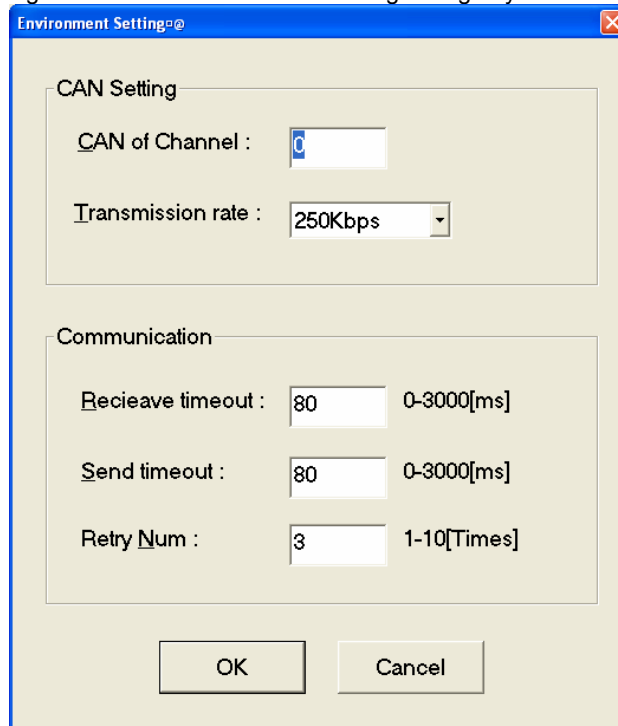 Environment Setting¤@
CAN Setting
CAN of Channel : 0
Transmission rate : 250Kbps
Communication
Recieave timeout : 80 0-3000[ms]
Send timeout : 80 0-3000[ms]
Retry Num : 3 1-10[Times]
OK Cancel